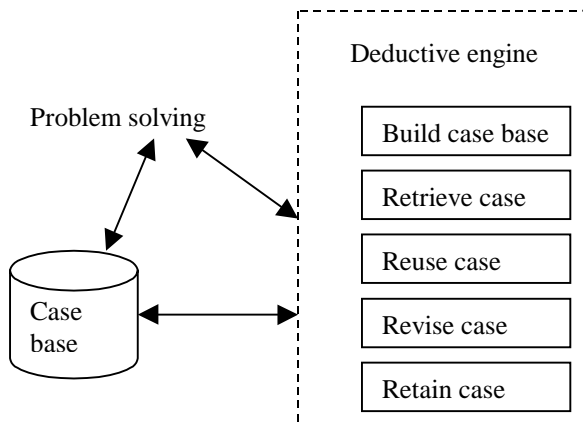 Deductive engine
Problem solving
Build case base
Retrieve case
Reuse case
Case
base
Revise case
Retain case